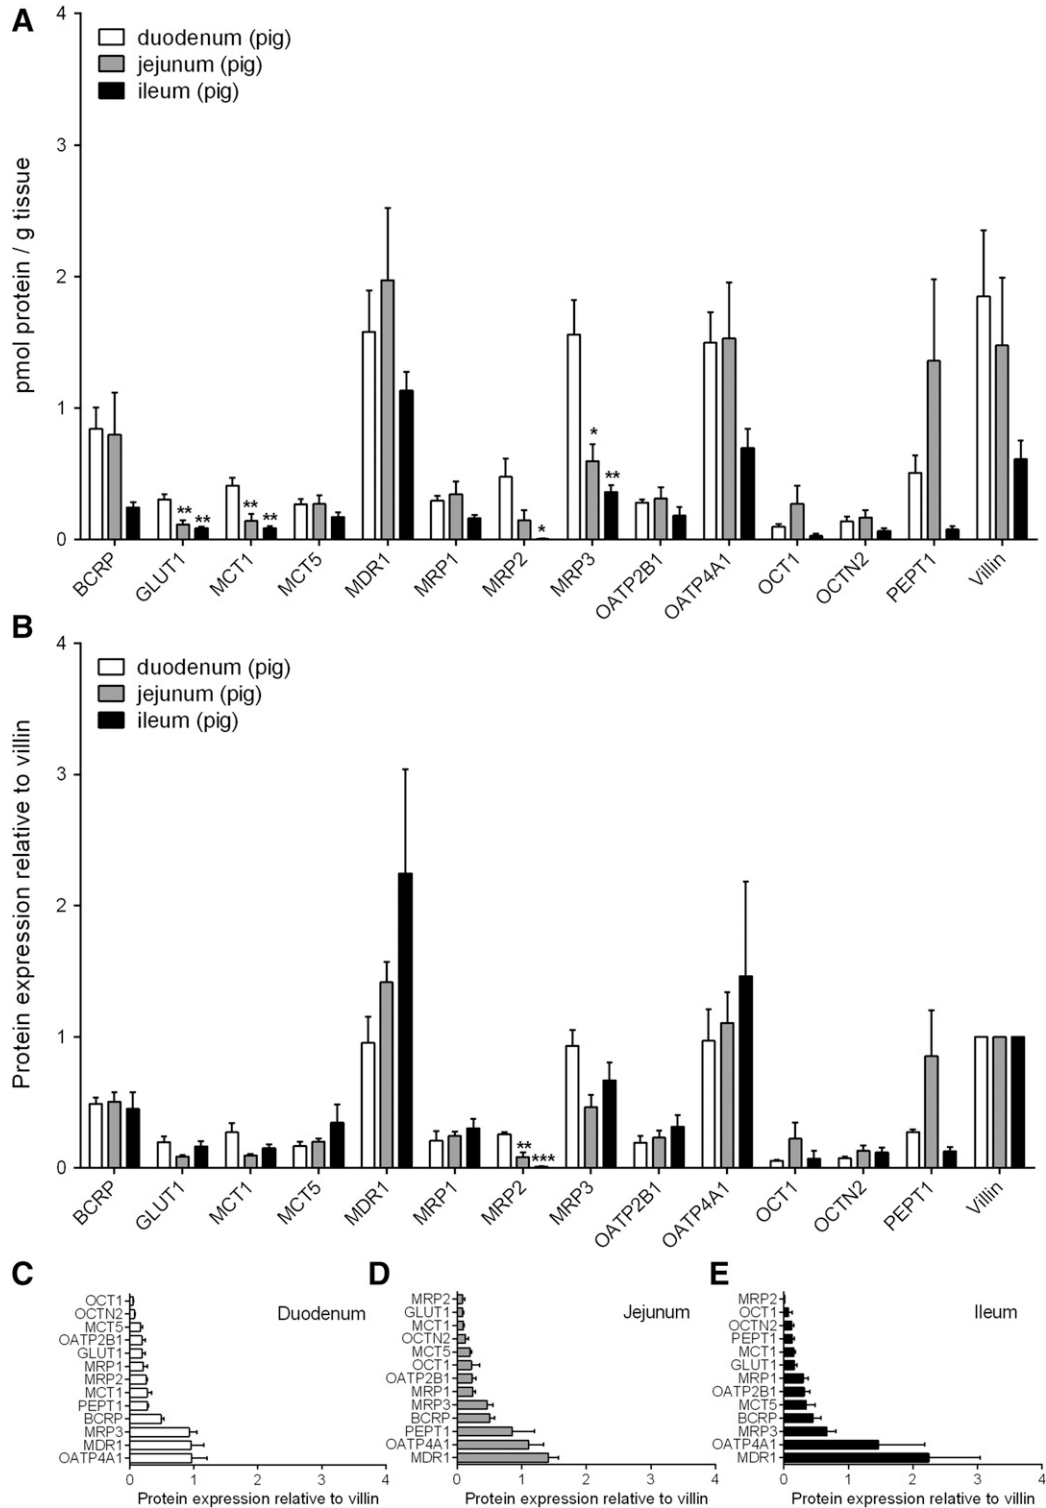 A
4
3
2
1
0
pmol protein / g tissue
duodenum (pig)
jejunum (pig)
ileum (pig)
** **
** **
*
*
**
BCRP GLUT1 MCT1 MCT5 MDR1 MRP1 MRP2 MRP3 OATP2B1 OATP4A1 OCT1 OCTN2 PEPT1 Villin
B
4
3
2
1
0
Protein expression relative to villin
duodenum (pig)
jejunum (pig)
ileum (pig)
** ***
BCRP GLUT1 MCT1 MCT5 MDR1 MRP1 MRP2 MRP3 OATP2B1 OATP4A1 OCT1 OCTN2 PEPT1 Villin
C
Duodenum
OCT1
OCTN2
MCT5
OATP2B1
GLUT1
MRP1
MRP2
MCT1
PEPT1
BCRP
MRP3
MDR1
OATP4A1
0 1 2 3 4
Protein expression relative to villin
D
Jejunum
MRP2
GLUT1
MCT1
OCTN2
MCT5
OCT1
OATP2B1
MRP1
MRP3
BCRP
PEPT1
OATP4A1
MDR1
0 1 2 3 4
Protein expression relative to villin
E
Ileum
MRP2
OCT1
OCTN2
PEPT1
MCT1
GLUT1
MRP1
OATP2B1
MCT5
BCRP
MRP3
OATP4A1
MDR1
0 1 2 3 4
Protein expression relative to villin